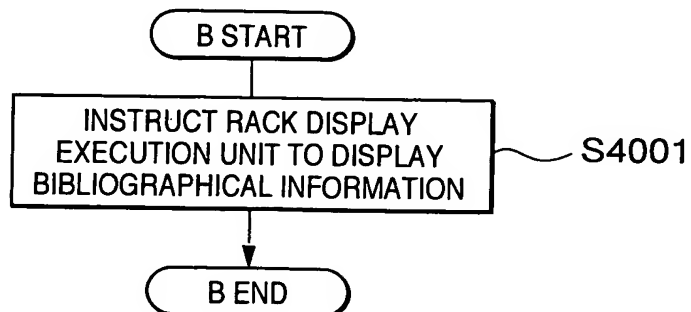 B START
INSTRUCT RACK DISPLAY
EXECUTION UNIT TO DISPLAY
BIBLIOGRAPHICAL INFORMATION
S4001
B END